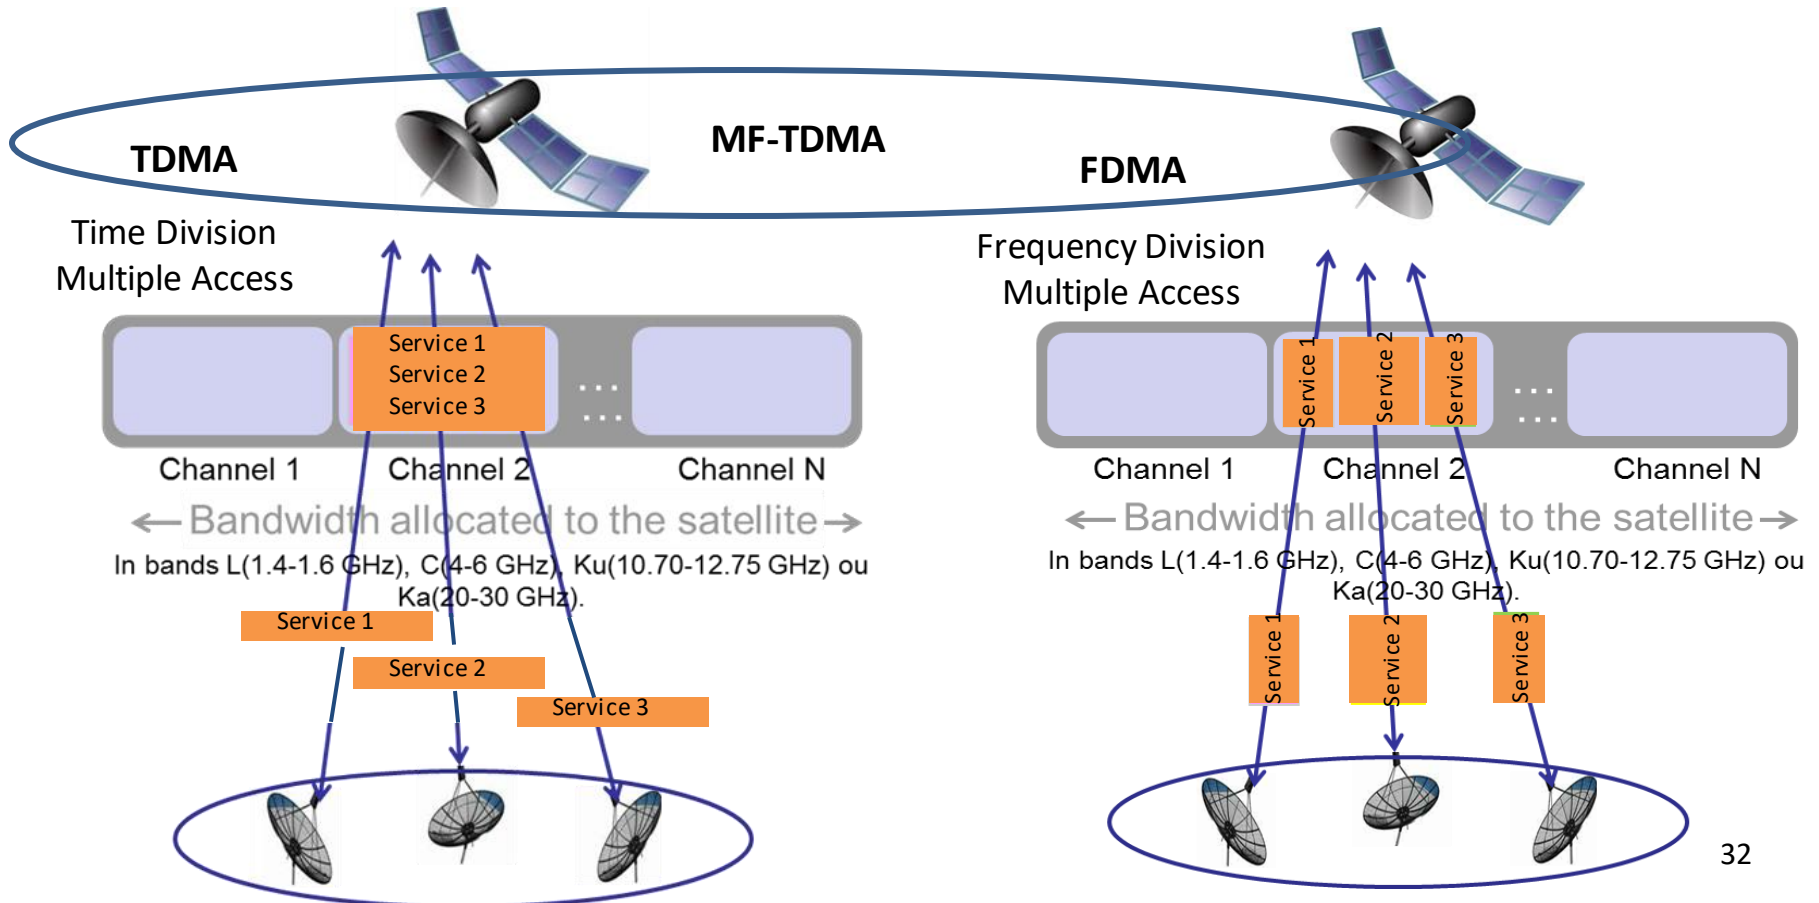 TDMA
MF-TDMA
FDMA
Time Division
Multiple Access
Frequency Division
Multiple Access
Service 1
Service 2
Service 3
... 
...
Channel 1
Channel 2
Channel N
Bandwidth allocated to the satellite
In bands L(1.4-1.6 GHz), C(4-6 GHz), Ku(10.70-12.75 GHz) ou
Ka(20-30 GHz).
Service 1
Service 2
Service 3
Service 1
Service 2
Service 3
...
...
Channel 1
Channel 2
Channel N
Bandwidth allocated to the satellite
In bands L(1.4-1.6 GHz), C(4-6 GHz), Ku(10.70-12.75 GHz) ou
Ka(20-30 GHz).
Service 1
Service 2
Service 3
32